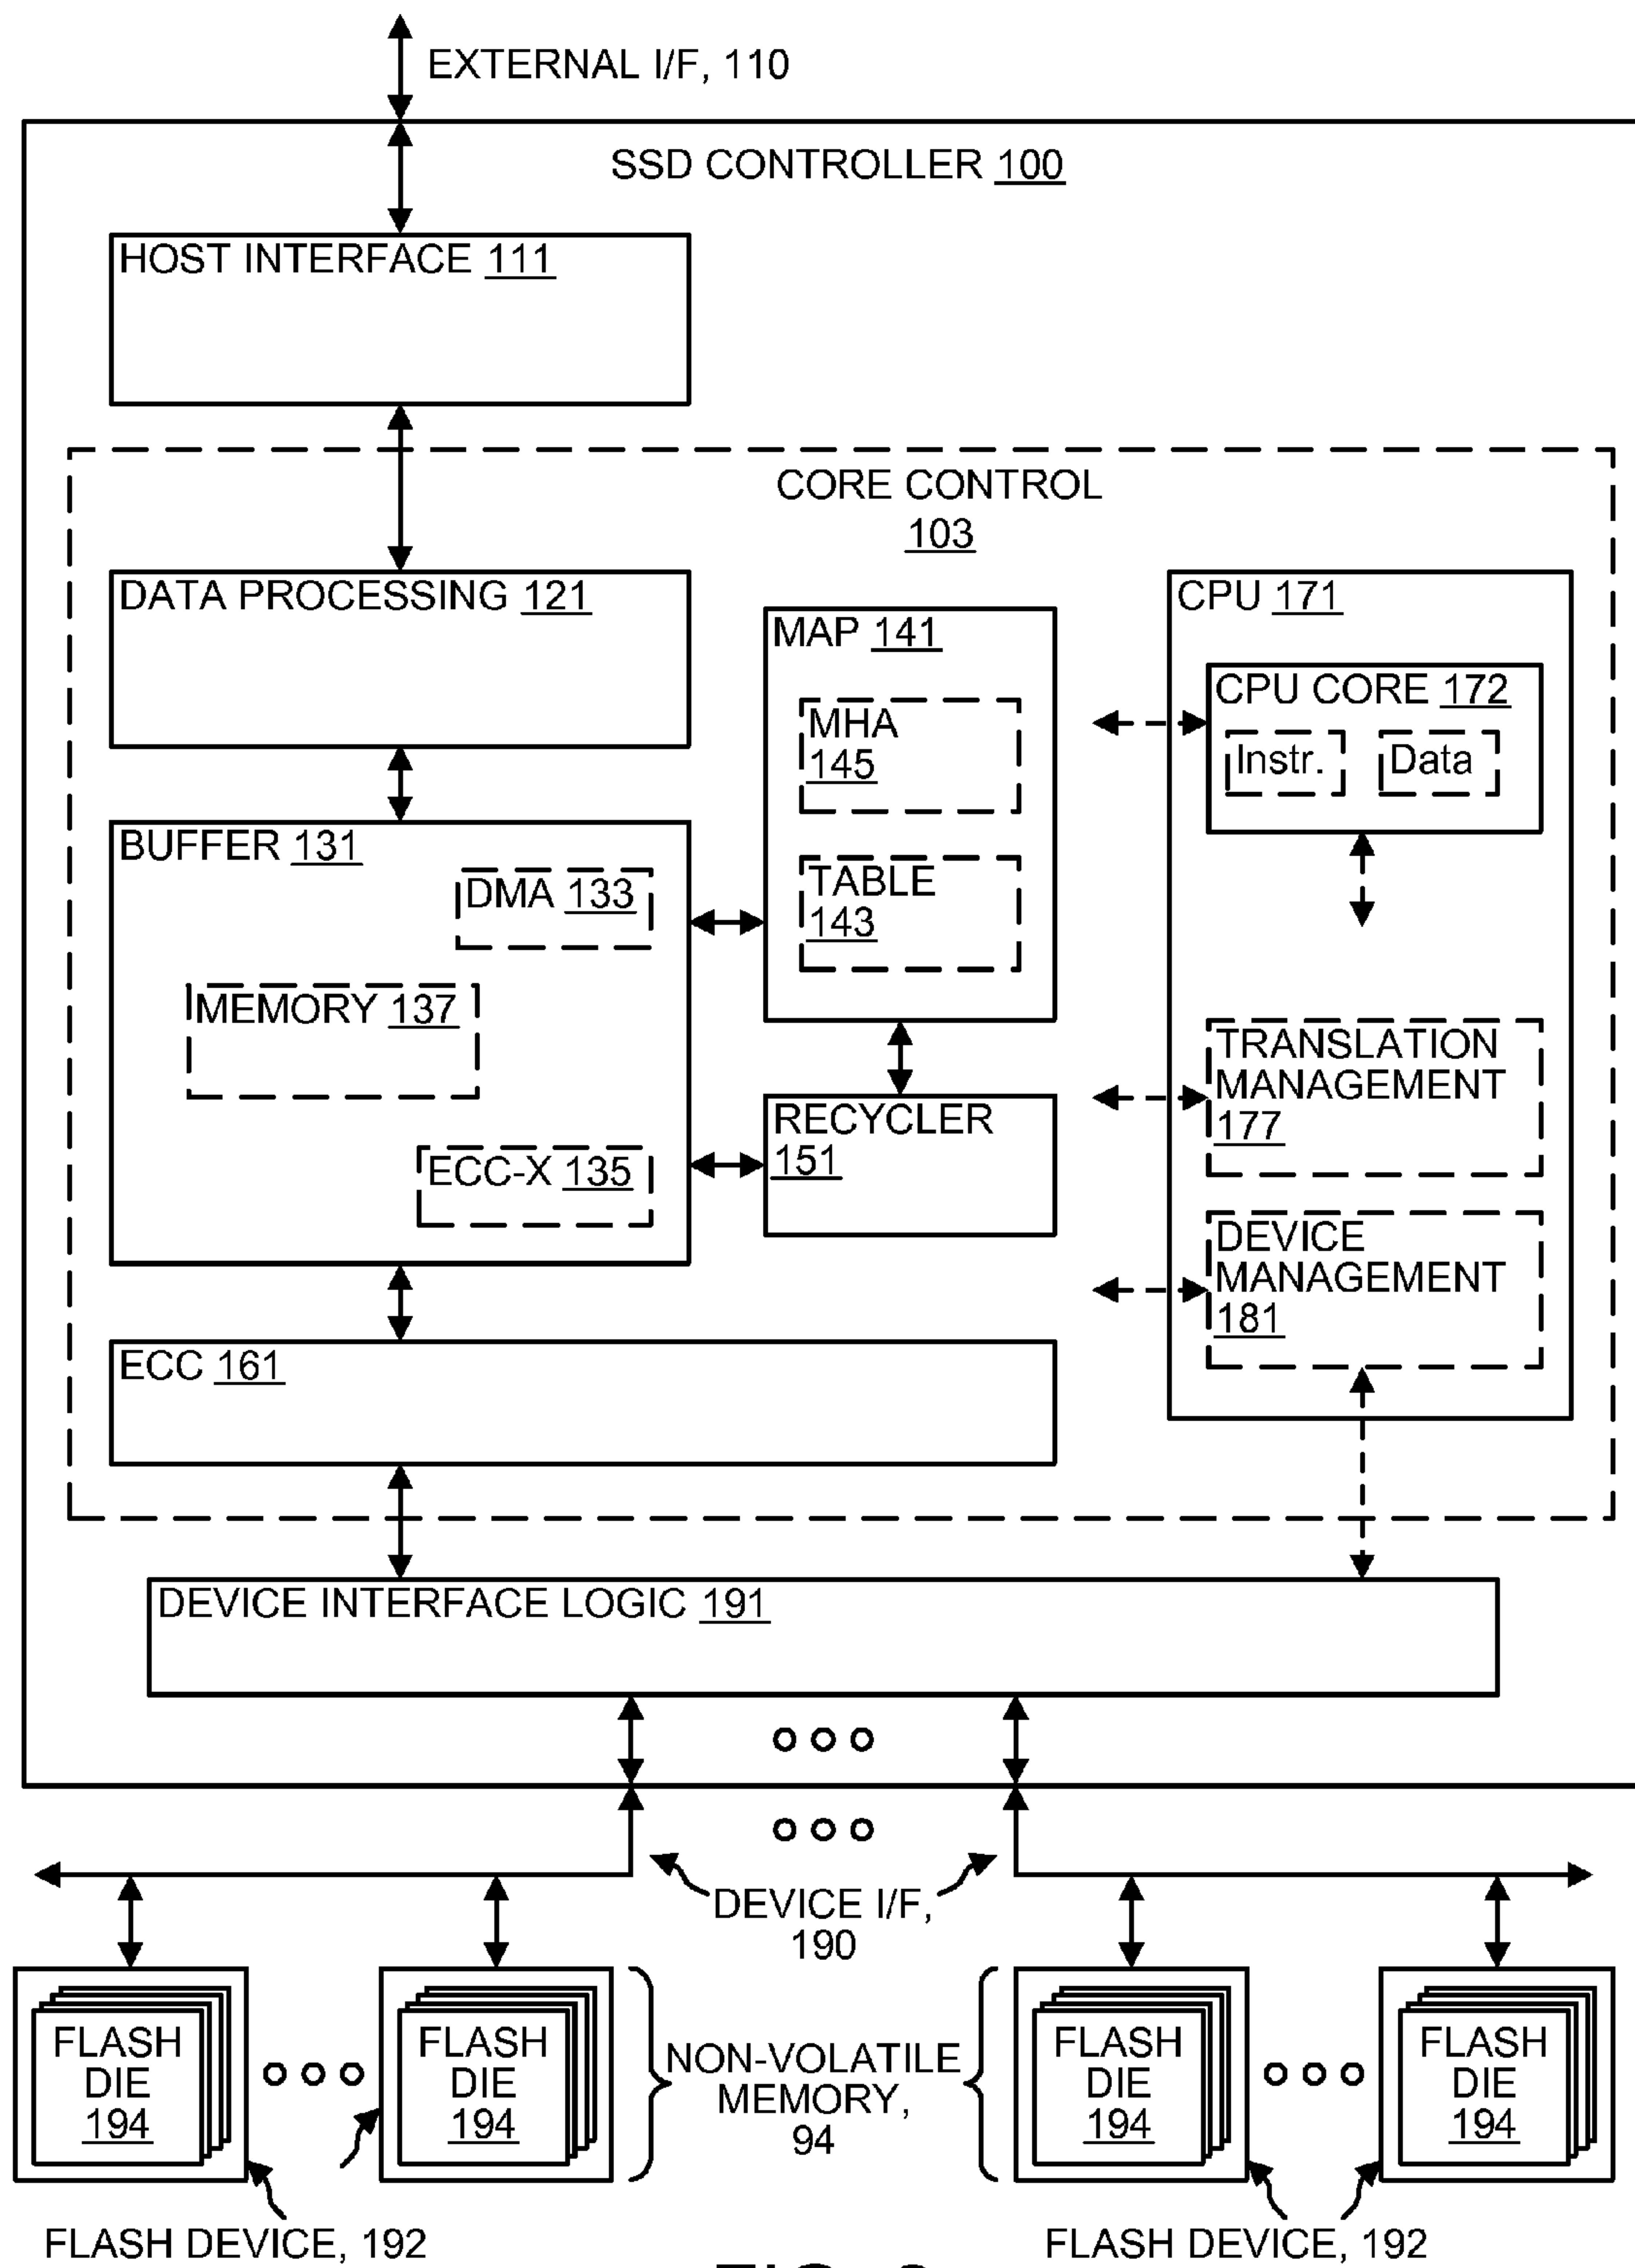 EXTERNAL I/F, 110
SSD CONTROLLER 100
HOST INTERFACE 111
CORE CONTROL
103
DATA PROCESSING 121
MAP 141
MHA
145
TABLE
143
CPU 171
CPU CORE 172
Instr.
Data
BUFFER 131
DMA 133
MEMORY 137
ECC-X 135
RECYCLER
151
TRANSLATION
MANAGEMENT
177
DEVICE
MANAGEMENT
181
ECC 161
DEVICE INTERFACE LOGIC 191
DEVICE I/F,
190
FLASH
DIE
194
FLASH
DIE
194
NON-VOLATILE
MEMORY,
94
FLASH
DIE
194
FLASH
DIE
194
FLASH DEVICE, 192
FLASH DEVICE, 192